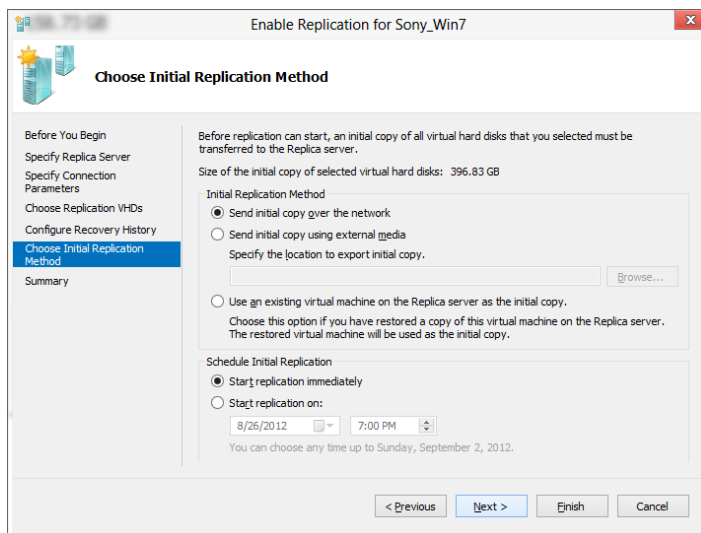 Enable Replication for Sony_Win7
Choose Initial Replication Method
Before You Begin
Specify Replica Server
Specify Connection
Parameters
Choose Replication VHDs
Configure Recovery History
Choose Initial Replication
Method
Summary
Before replication can start, an initial copy of all virtual hard disks that you selected must be
transferred to the Replica server.
Size of the initial copy of selected virtual hard disks: 396.83 GB
Initial Replication Method
Send initial copy over the network
Send initial copy using external media
Specify the location to export initial copy.
Browse...
Use an existing virtual machine on the Replica server as the initial copy.
Choose this option if you have restored a copy of this virtual machine on the Replica server.
The restored virtual machine will be used as the initial copy.
Schedule Initial Replication
Start replication immediately
Start replication on:
8/26/2012 7:00 PM
You can choose any time up to Sunday, September 2, 2012.
< Previous Next > Finish Cancel